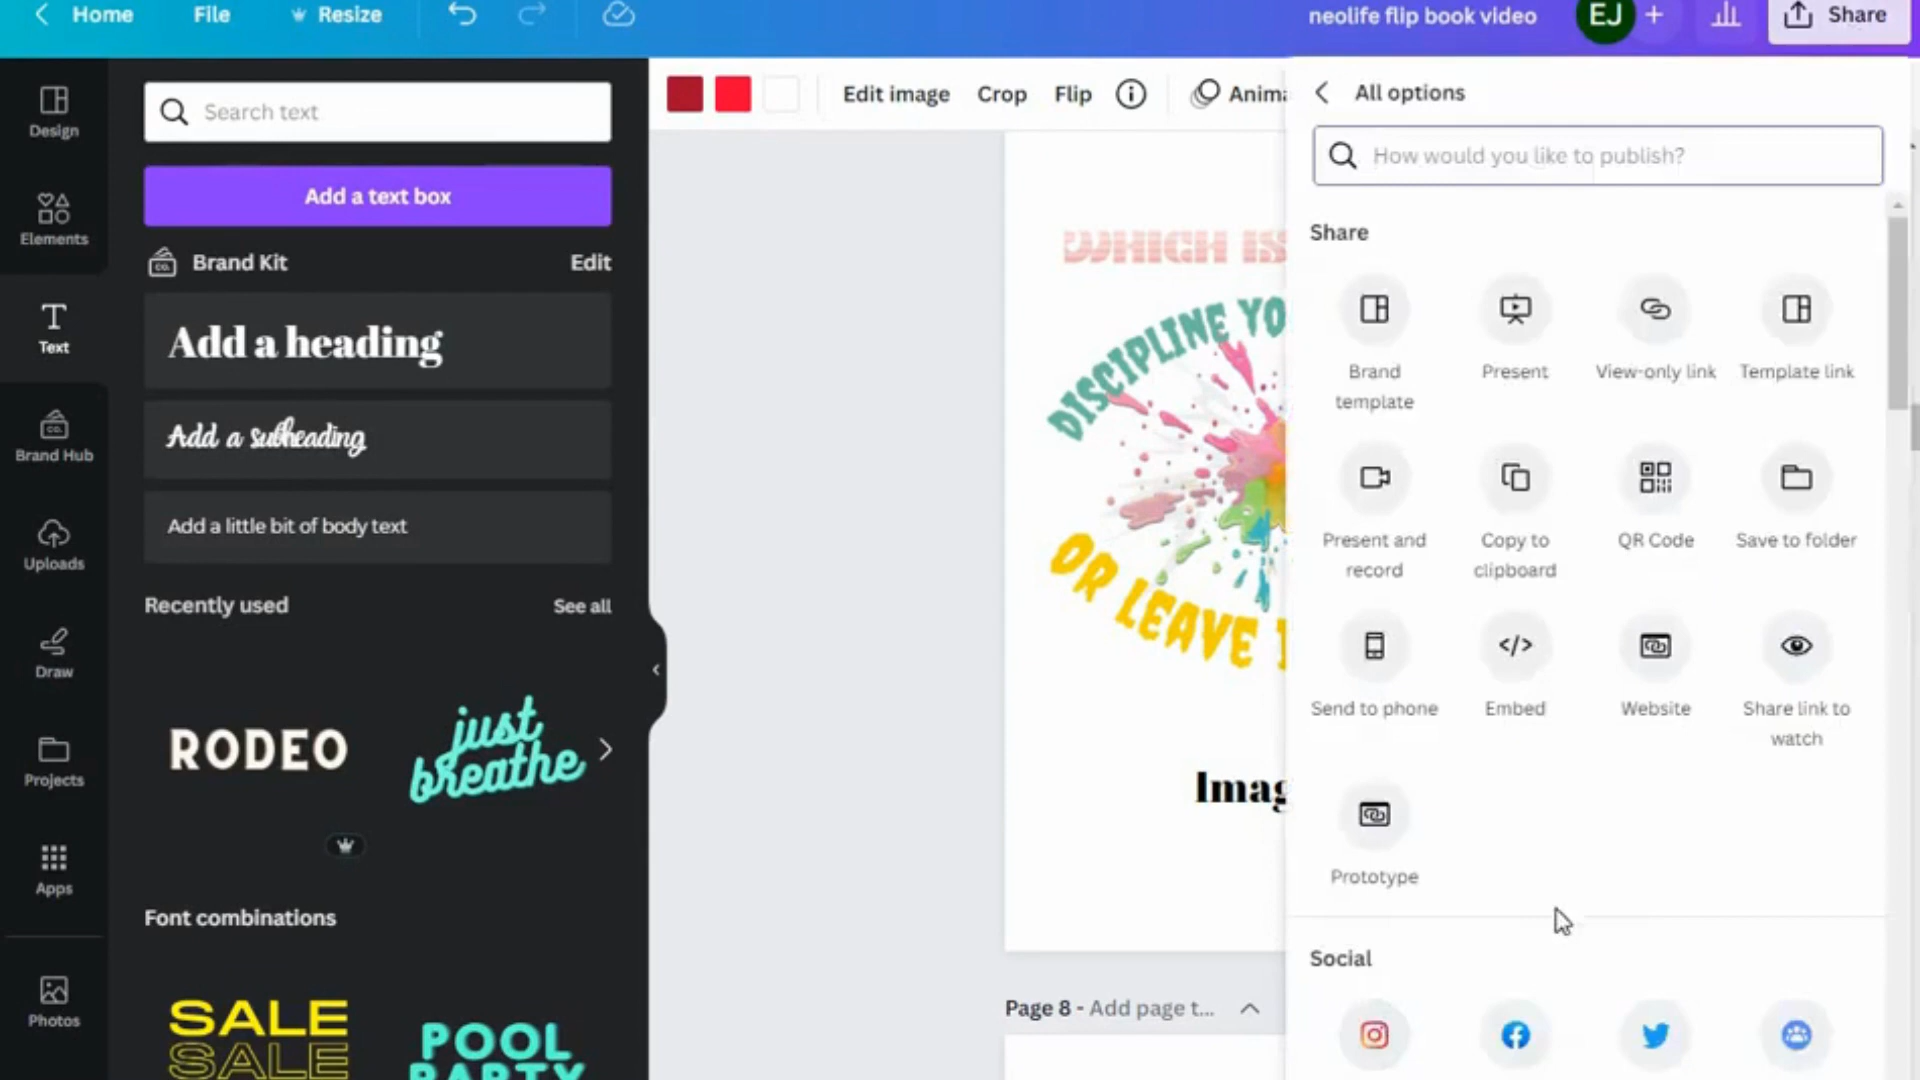 Home File Resize
neolife flip book video EJ + Share
Design
Elements
Text
Brand Hub
Uploads
Draw
Projects
Apps
Photos
Search text
Add a text box
CO. Brand Kit Edit
Add a heading
Add a subheading
Add a little bit of body text
Recently used See all
RODEO
just
breathe
Font combinations
SALE
SALE
POOL
PARTY
Edit image Crop Flip
WHICH IS
DISCIPLINE
OR LEAVE
Page 8 - Add page t...
All options
How would you like to publish?
Share
Brand
template
Present
View-only link
Template link
Present and
record
Copy to
clipboard
QR Code
Save to folder
Send to phone
</>
Embed
Website
Share link to
watch
Prototype
Social